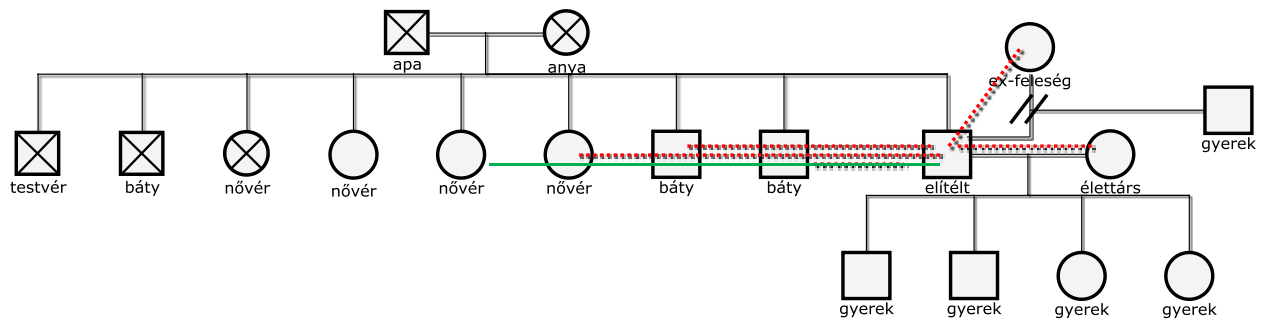 apa
anya
ex-feleség
gyerek
testvér
báty
nővér
nővér
nővér
nővér
báty
báty
elítélt
élettárs
gyerek
gyerek
gyerek
gyerek